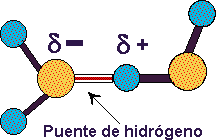 δ - δ +
Puente de hidrógeno